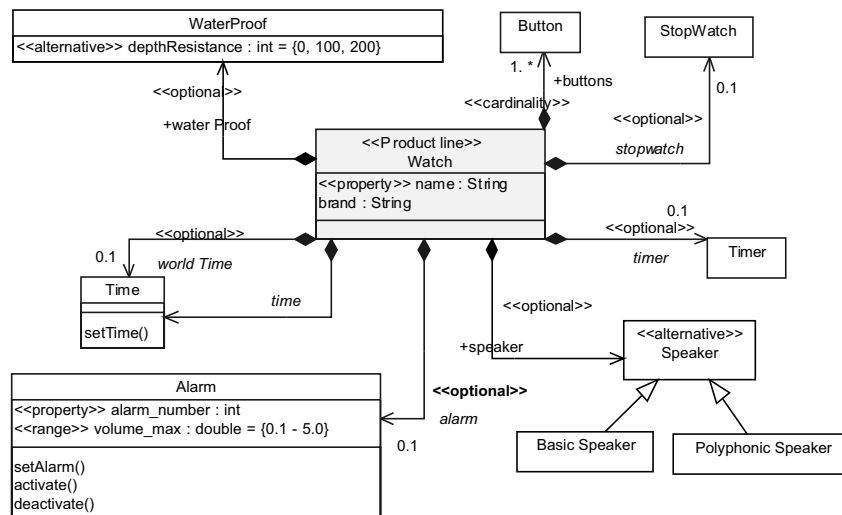 WaterProof
<<alternative>> depthResistance : int = {0, 100, 200}
<<optional>>
+water Proof
Button
1. *
+buttons
<<cardinality>>
StopWatch
0.1
<<optional>>
stopwatch
<<Product line>>
Watch
<<property>> name : String
brand : String
<<optional>>
0.1
world Time
Time
setTime()
time
0.1
<<optional>>
timer
Timer
<<optional>>
+speaker
<<alternative>>
Speaker
Basic Speaker
Polyphonic Speaker
<<optional>>
alarm
0.1
Alarm
<<property>> alarm_number : int
<<range>> volume_max : double = {0.1 - 5.0}
setAlarm()
activate()
deactivate()